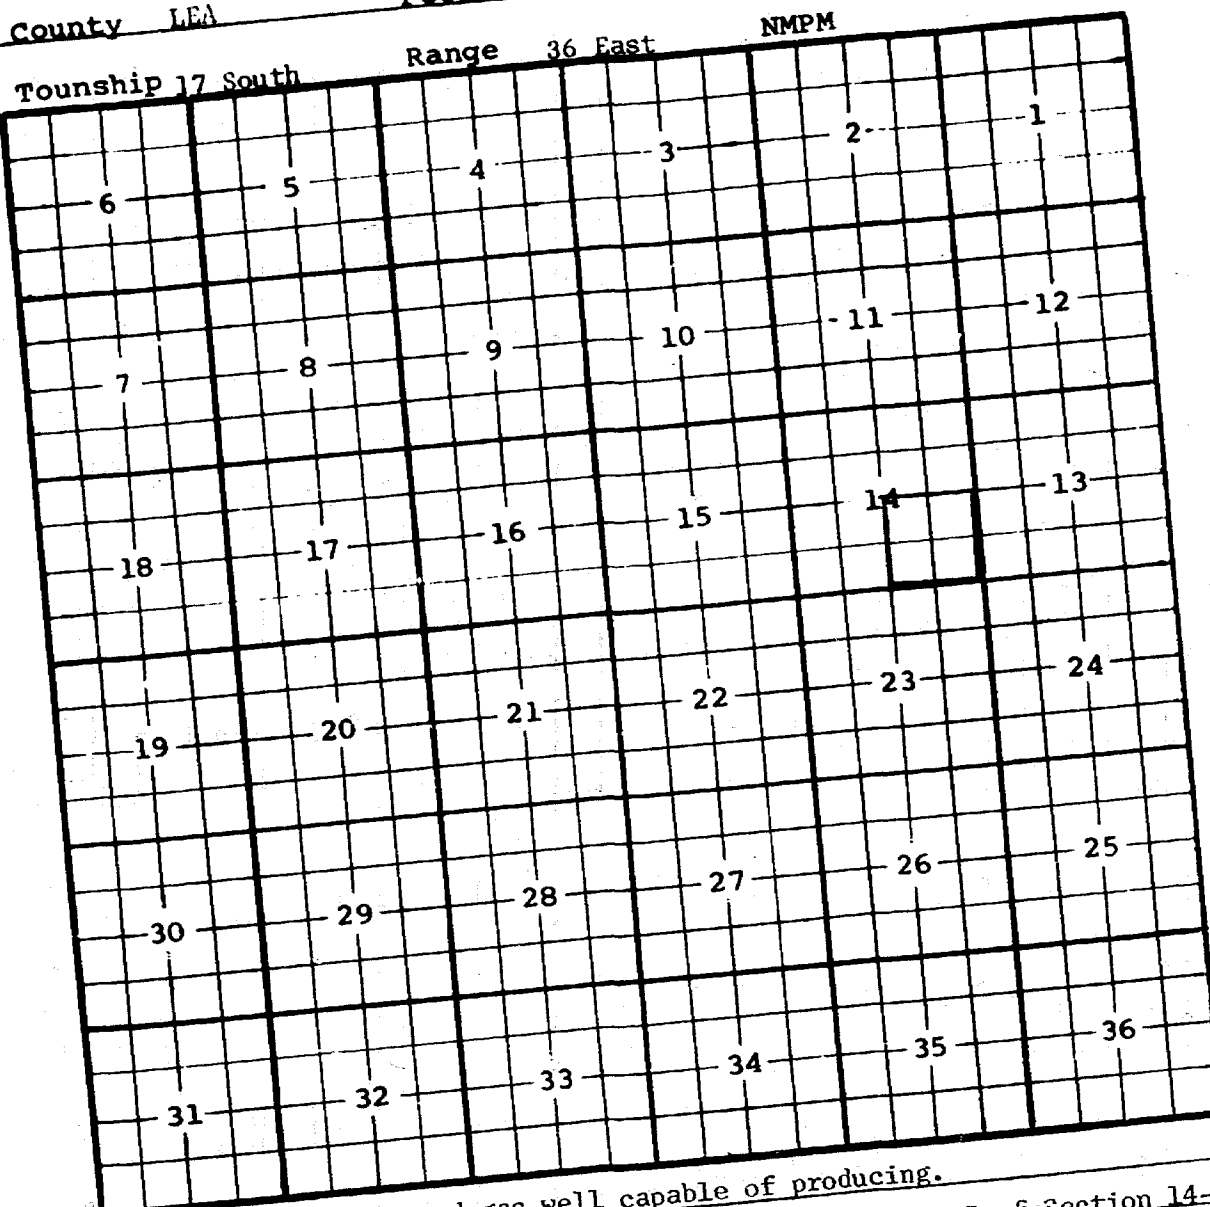 County LEA
Township 17 South Range 36 East NMPM
6 5 4 3 2 1
7 8 9 10 11 12
18 17 16 15 14 13
19 20 21 22 23 24
30 29 28 27 26 25
31 32 33 34 35 36
well capable of producing.
Section 14-